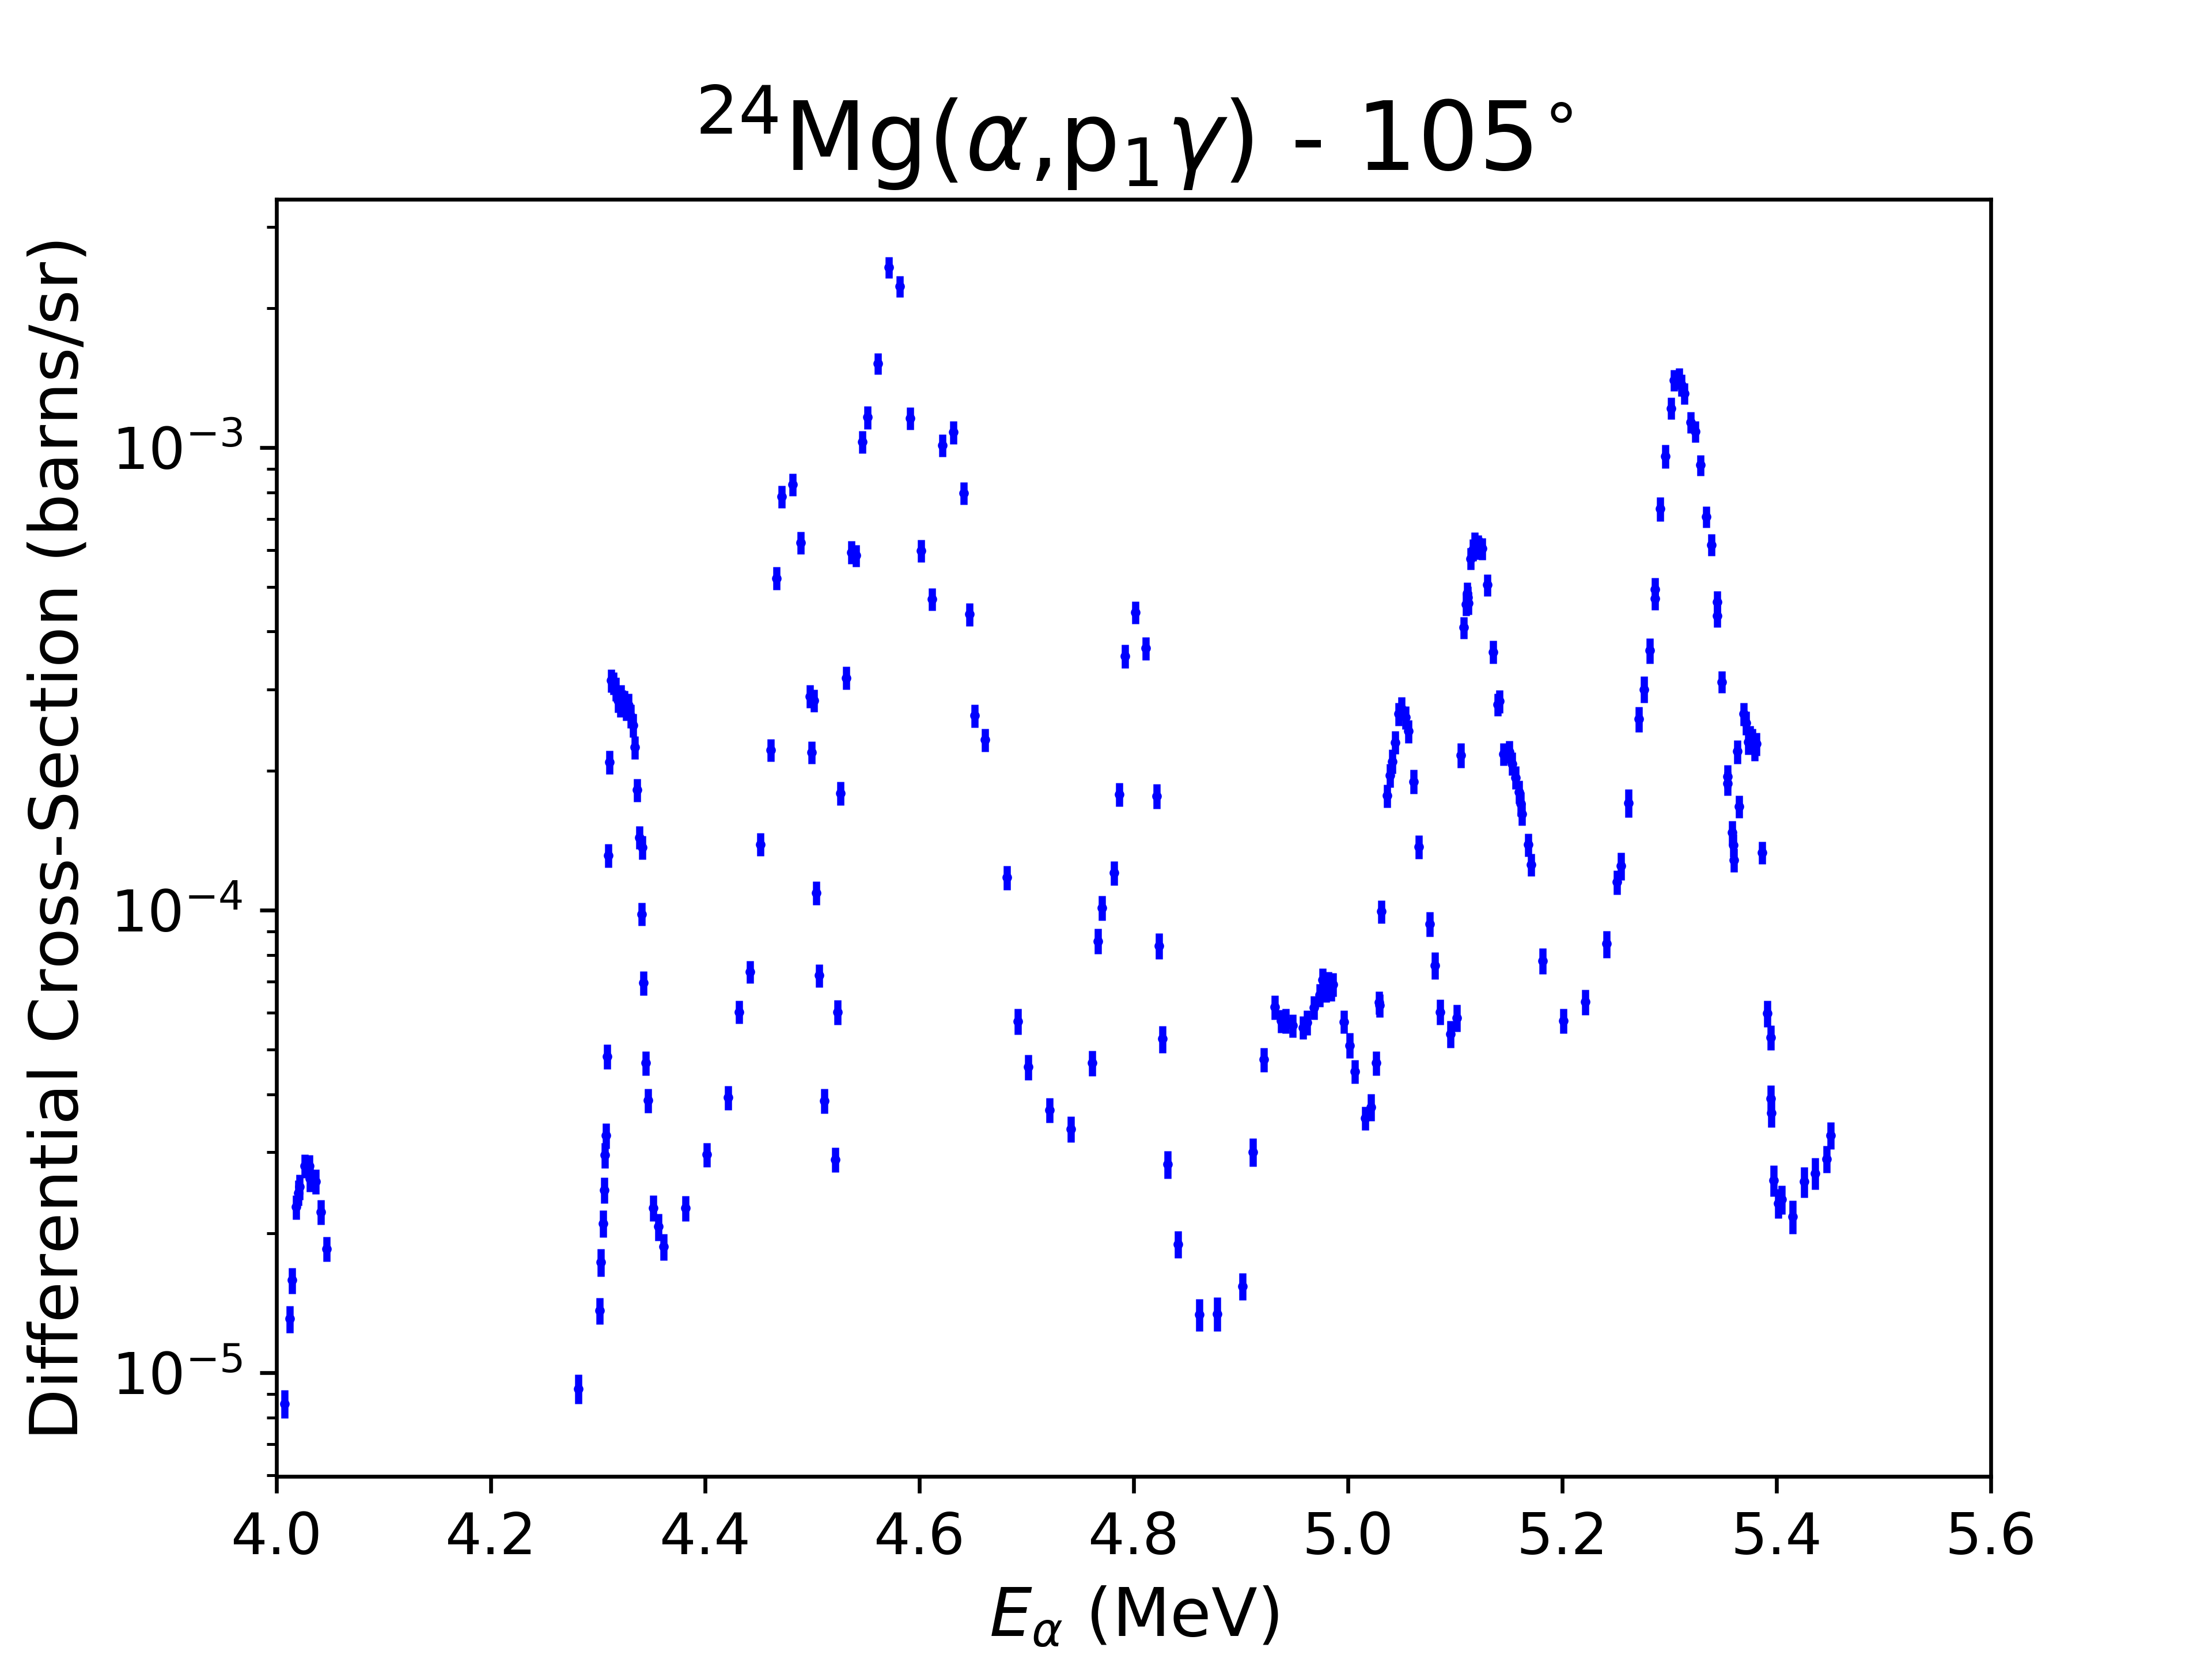 ²⁴Mg(α,p₁γ) - 105°
Differential Cross-Section (barns/sr)
10⁻³
10⁻⁴
10⁻⁵
4.0 4.2 4.4 4.6 4.8 5.0 5.2 5.4 5.6
Eα (MeV)